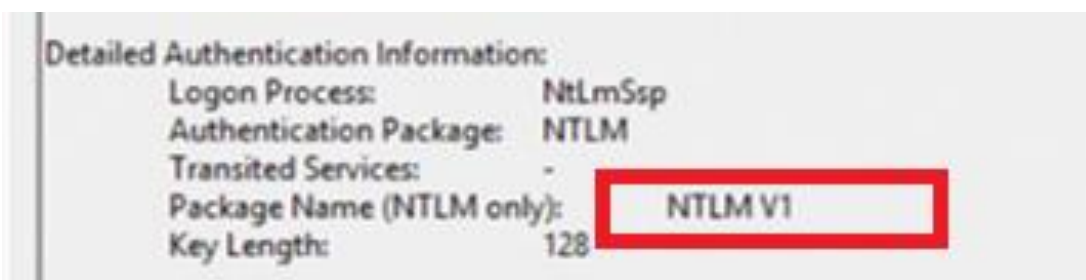 Detailed Authentication Information:
Logon Process: NtLmSsp
Authentication Package: NTLM
Transited Services: -
Package Name (NTLM only): NTLM V1
Key Length: 128